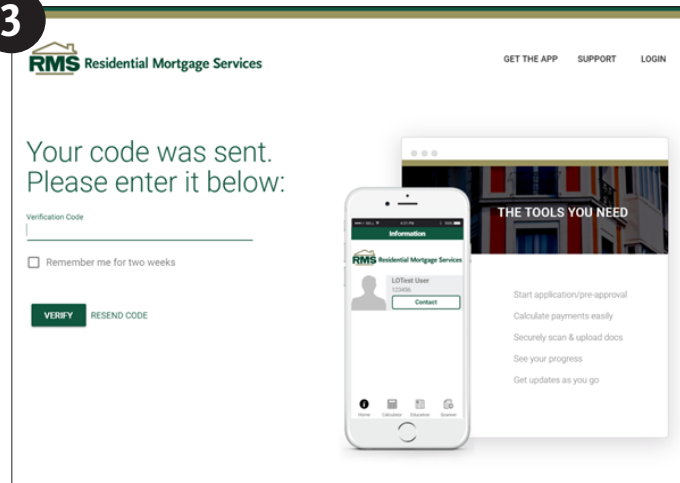 3
RMS Residential Mortgage Services
GET THE APP SUPPORT LOGIN
Your code was sent.
Please enter it below:
Verification Code
Remember me for two weeks
VERIFY RESEND CODE
Information
RMS Residential Mortgage Services
LOTest User
123456
Contact
Home Calculator Education Scanner
THE TOOLS YOU NEED
Start application/pre-approval
Calculate payments easily
Securely scan & upload docs
See your progress
Get updates as you go